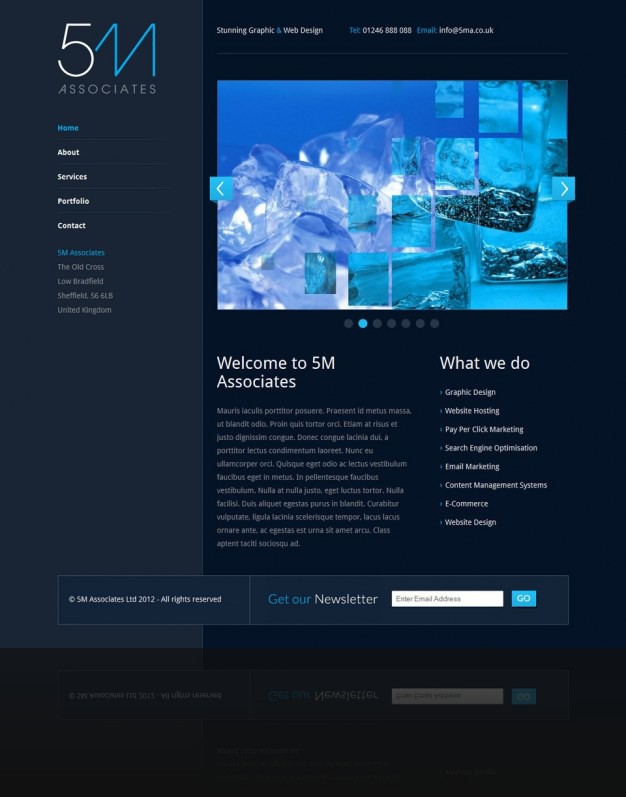 5M
ASSOCIATES
Stunning Graphic & Web Design Tel: 01246 888 088 Email: info@5ma.co.uk
Home
About
Services
Portfolio
Contact
5M Associates
The Old Cross
Low Bradfield
Sheffield, S6 6LB
United Kingdom
Welcome to 5M
Associates
Mauris iaculis porttitor posuere. Praesent id metus massa,
ut blandit odio. Proin quis tortor orci. Etiam at risus et
justo dignissim congue. Donec congue lacinia dui, a
porttitor lectus condimentum laoreet. Nunc eu
ullamcorper orci. Quisque eget odio ac lectus vestibulum
faucibus eget in metus. In pellentesque faucibus
vestibulum. Nulla at nulla justo, eget luctus tortor. Nulla
facilisi. Duis aliquet egestas purus in blandit. Curabitur
vulputate, ligula lacinia scelerisque tempor, lacus lacus
ornare ante, ac egestas est urna sit amet arcu. Class
aptent taciti sociosqu ad.
What we do
› Graphic Design
› Website Hosting
› Pay Per Click Marketing
› Search Engine Optimisation
› Email Marketing
› Content Management Systems
› E-Commerce
› Website Design
© 5M Associates Ltd 2012 - All rights reserved
Get our Newsletter
Enter Email Address
GO